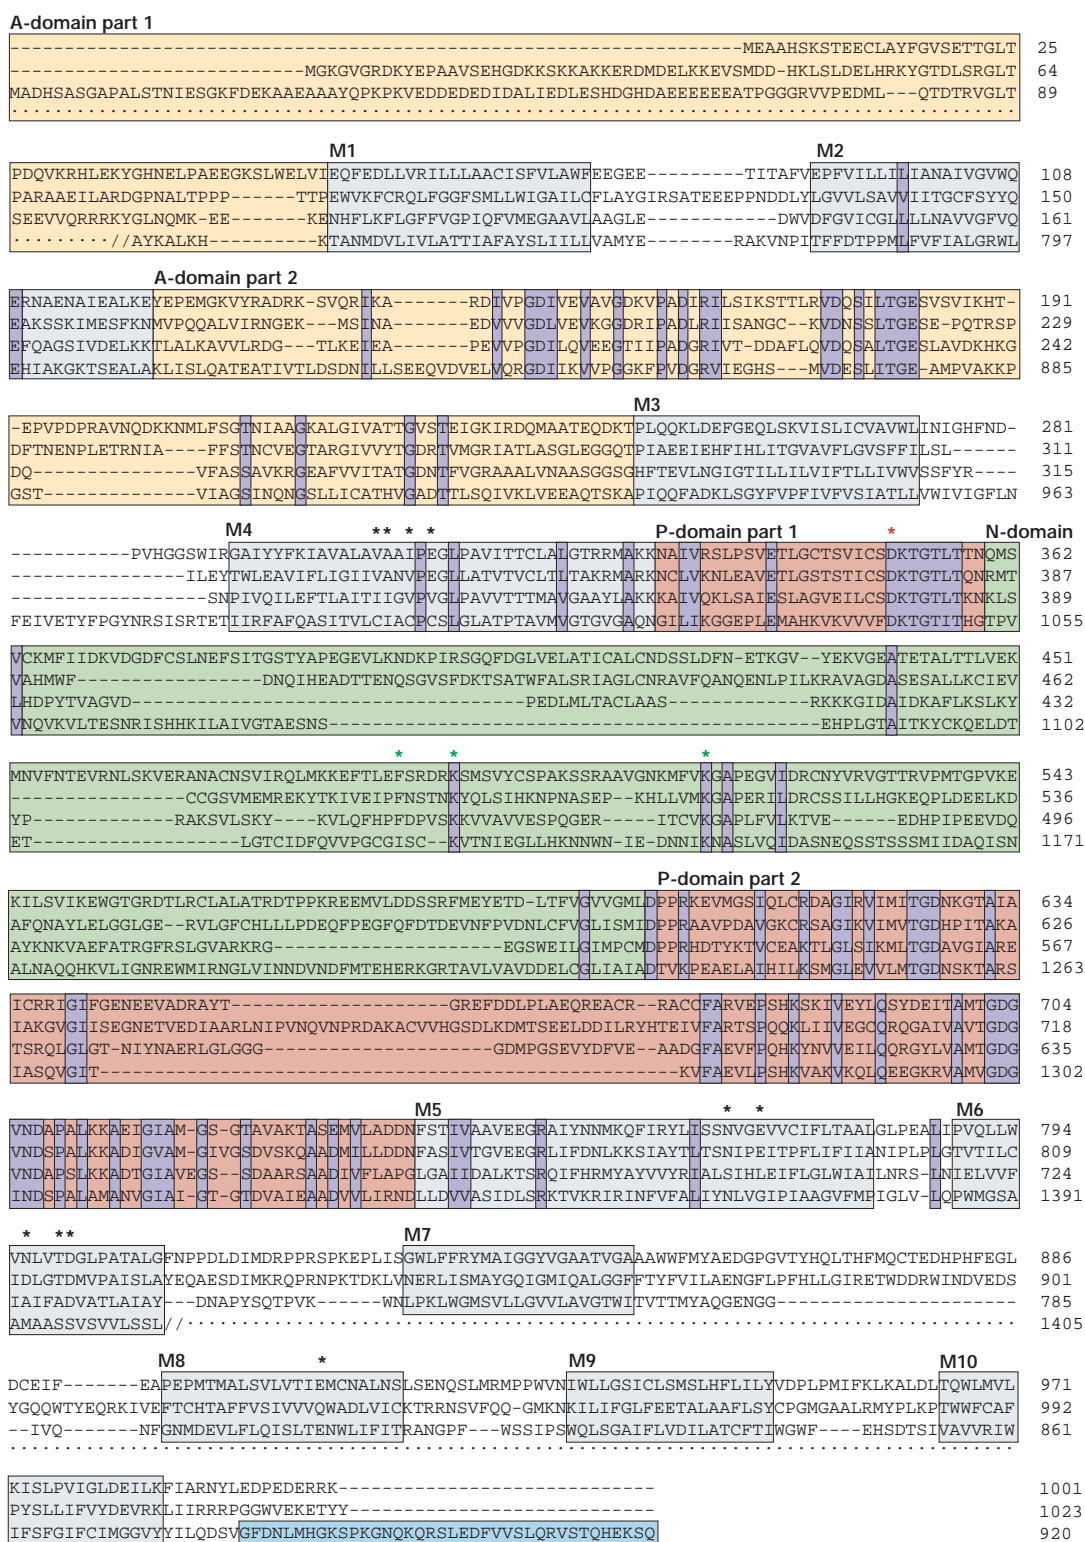 A-domain part 1
--------------------------------------------------------------------MEAAHSKSTEECLAYFGVSETTGLT 25
---------------------------MGKGVGRDKYEPAAVSEHGDKKSKKAKKERDMDELKKEVSMDD-HKLSLDELHRKYGTDLSRGLT 64
MADHSASGAPALSTNIESGKFDEKAAEAAAYQPKPKVEDDEDEDIDALIEDLESHDGHDAEEEEEEATPGGGRVVPEDML---QTDTRVGLT 89
M1 M2
PDQVKRHLEKYGHNELPAEEGKSLWELVIEQFEDLLVRILLLAACISFVLAWFEEGEE-------TITAFVEPFVILLILIANAIVGVWQ 108
PARAAEILARDGPNALTPPP-----TTPEWVKFCRQLFGGFSMLLWIGAILCFLAYGIRSATEEEPPNDDLYLGVVLSAVVIITGCFSYYQ 150
SEEVVQRRRKYGLNQMK-EE-----KENHFLKFLGFFVGPIQFVMEGAAVLAAGLE----------DWVDFGVICGLLLLNAVVGFVQ 161
·········//AYKALKH---------KTANMDVLIVLATTIAFAYSLIILLVAMYE--------RAKVNPITFFDTPPMLFVFIALGRWL 797
A-domain part 2
ERNAENAIEALKEYEPEMGKVYRADRK-SVQRIKA-------RDIVPGDIVEVAVGDKVPADIRILSIKSTTLRVDQSILTGESVSVIKHT- 191
EAKSSKIMESFKNMVPQQALVIRNGEK---MSINA-------EDVVVGDLVEVKGGDRIPADLRIISANGC--KVDNSSLTGESE-PQTRSP 229
EFQAGSIVDELKKTLALKAVVLRDG---TLKEIEA-------PEVVPGDILQVEEGTIIPADGRIVT-DDAFLQVDQSALTGESLAVDKHKG 242
EHIAKGKTSEALAKLISLQATEATIVTLDSDNILLSEEQVDVELVQRGDIIKVVPGGKFPVDGRVIEGHS---MVDESLITGE-AMPVAKKP 885
M3
-EPVPDPRAVNQDKKNMLFSGTNIAAGKALGIVATTGVSTEIGKIRDQMAATEQDKTPLQQKLDEFGEQLSKVISLICVAVWLINIGHFND- 281
DFTNENPLETRNIA----FFSTNCVEGTARGIVVYTGDRTVMGRIATLASGLEGGQTPIAEEIEHFIHLITGVAVFLGVSFFILSL----- 311
DQ-----------------VFASSAVKRGEAFVVITATGDNTFVGRAAALVNAASGGSGHFTEVLNGIGTILLILVIFTLLIVWVSSFYR---- 315
GST---------------VIAGSINQNGSLLICATHVGADTTLSQIVKLVEEAQTSKAPIQQFADKLSGYFVPFIFVFSIATLLVWIVIGFLN 963
M4 ** * * P-domain part 1 * N-domain
-----------PVHGGSWIRGAIYYFKIAVALAVAAIPEGLPAVITTCLALGTRRMAKKNAIVRSLPSVETLGCTSVICSDKTGTLTTNQMS 362
----------------ILEYTWLEAVIFLIGIIVANVPEGLLATVTVCLTLTAKRMARKNCLVKNLEAVETLGSTSTICSDKTGTLTQNRMT 387
-----------------SNPIVQILEFTLAITIIGVPVGLPAVVTTTMAVGAAYLAKKKAIVQKLSAIESLAGVEILCSDKTGTLTKNKLS 389
FEIVETYFPGYNRSISRTETIIRFAFQASITVLCIACPCSLGLATPTAVMVGTGVGAQNGILIKGGEPLEMAHKVKVVVFDKTGTITHGTPV 1055
VCKMFIIDKVDGDFCSLNEFSITGSTYAPEGEVLKNDKPIRSGQFDGLVELATICALCNDSSLDFN-ETKGV--YEKVGEATETALTTLVEK 451
VAHMWF-------------DNQIHEADTTENQSGVSFDKTSATWFALSRIAGLCNRAVFQANQENLPILKRAVAGDASESALLKCIEV 462
LHDPYTVAGVD------------------------PEDLMLTACLAAS-------------RKKKGIDAIDKAFLKSLKY 432
VNQVKVLTESNRISHHKILAIVGTAESNS-----------------------------EHPLGTAITKYCKQELDT 1102
* * *
MNVFNTEVRNLSKVERANACNSVIRQLMKKEFTLEFSRDRKSMSVYCSPAKSSRAAVGNKMFVKGAPEGVIDRCNYVRVGTTRVPMTGPVKE 543
----------------CCGSVMEMREKYTKIVEIPFNSTNKYQLSIHKNPNASEP--KHLLVMKGAPERILDRCSSILLHGKEQPLDEELKD 536
YP-------------RAKSVLSKY----KVLQFHPFDPVSKKVVAVVESPQGER----ITCVKGAPLFVLKTVE-----EDHPIPEEVDQ 496
ET----------------LGTCIDFQVVPGCGISC--KVTNIEGLLHKNNWN-IE-DNNIKNASLVQIDASNEQSSTSSSMIIDAQISN 1171
P-domain part 2
KILSVIKEWGTGRDTLRCLALATRDTPPKREEMVLDDSSRFMEYETD-LTFVGVVGMLDPPRKEVMGSIQLCRDAGIRVIMITGDNKGTAIA 634
AFQNAYLELGGLGE--RVLGFCHLLLPDEQFPEGFQFDTDEVNFPVDNLCFVGLISMIDPPRAAVPDAVGKCRSAGIKVIMVTGDHPITAKA 626
AYKNKVAEFATRGFRSLGVARKRG------------------EGSWEILGIMPCMDPPRHDTYKTVCEAKTLGLSIKMLTGDAVGIARE 567
ALNAQQHKVLIGNREWMIRNGLVINNDVNDFMTEHERKGRTAVLVAVDDELCGLIAIADTVKPEAELAIHILKSMGLEVVLMTGDNSKTARS 1263
ICRRIGIFGENEEVADRAYT--------------------GREFDDLPLAEQREACR--RACCFARVEPSHKSKIVEYLQSYDEITAMTGDG 704
IAKGVGIISEGNETVEDIAARLNIPVNQVNPRDAKACVVHGSDLKDMTSEELDDILRYHTEIVFARTSPQQKLIIVEGCQRQGAIVAVTGDG 718
TSRQLGLGT-NIYNAERLGLGGG---------------------GDMPGSEVYDFVE--AADGFAEVFPQHKYNVVEILQQRGYLVAMTGDG 635
IASQVGIT-----------------------------------------------------KVFAEVLPSHKVAKVKQLQEEGKRVAMVGDG 1302
M5 * * M6
VNDAPALKKAEIGIAM-GS-GTAVAKTASEMVLADDNFSTIVAAVEEGRAIYNNMKQFIRYLISSNVGEVVCIFLTAALGLPEALIPVQLLW 794
VNDSPALKKADIGVAM-GIVGSDVSKQAADMILLDDNFASIVTGVEEGRLIFDNLKKSIAYTLTSNIPEITPFLIFIIANIPLPLGTVTILC 809
VNDAPSLKKADTGIAVEGS--SDAARSAADIVFLAPGLGAIIDALKTSRQIFHRMYAYVVYRIALSIHLEIFLGLWIAILNRS-LNIELVVF 724
INDSPALAMANVGIAI-GT-GTDVAIEAADVVLIRNDLLDVVASIDLSRKTVKRIRINFVFALIYNLVGIPIAAGVFMPIGLV-LQPWMGSA 1391
* ** M7
VNLVTDGLPATALGFNPPDLDIMDRPPRSPKEPLISGWLFFRYMAIGGYVGAATVGAAAWWFMYAEDGPGVTYHQLTHFMQCTEDHPHFEGL 886
IDLGTDMVPAISLAYEQAESDIMKRQPRNPKTDKLVNERLISMAYGQIGMIQALGGFFTYFVILAENGFLPFHLLGIRETWDDRWINDVEDS 901
IAIFADVATLAIAY---DNAPYSQTPVK------WNLPKLWGMSVLLGVVLAVGTWITVTTMYAQGENGG---------------------- 785
AMAASSVSVVLSSL//·································································· 1405
M8 * M9 M10
DCEIF-------EAPEPMTMALSVLVTIEMCNALNSLSENQSLMRMPPWVNIWLLGSICLSMSLHFLILYVDPLPMIFKLKALDLTQWLMVL 971
YGQQWTYEQRKIVEFTCHTAFFVSIVVVQWADLVICKTRRNSVFQQ-GMKNKILIFGLFEETALAAFLSYCPGMGAALRMYPLKPTWWFCAF 992
--IVQ-------NFGNMDEVLFLQISLTENWLIFITRANGPF---WSSIPSWQLSGAIFLVDILATCFTIWGWF----EHSDTSIVAVVRIW 861
KISLPVIGLDEILKFIARNYLEDPEDERRK----------------------------- 1001
PYSLLIFVYDEVRKLIIRRRPGGWVEKETYY---------------------------- 1023
IFSFGIFCIMGGVYYILQDSVGFDNLMHGKSPKGNQKQRSLEDFVVSLQRVSTQHEKSQ 920